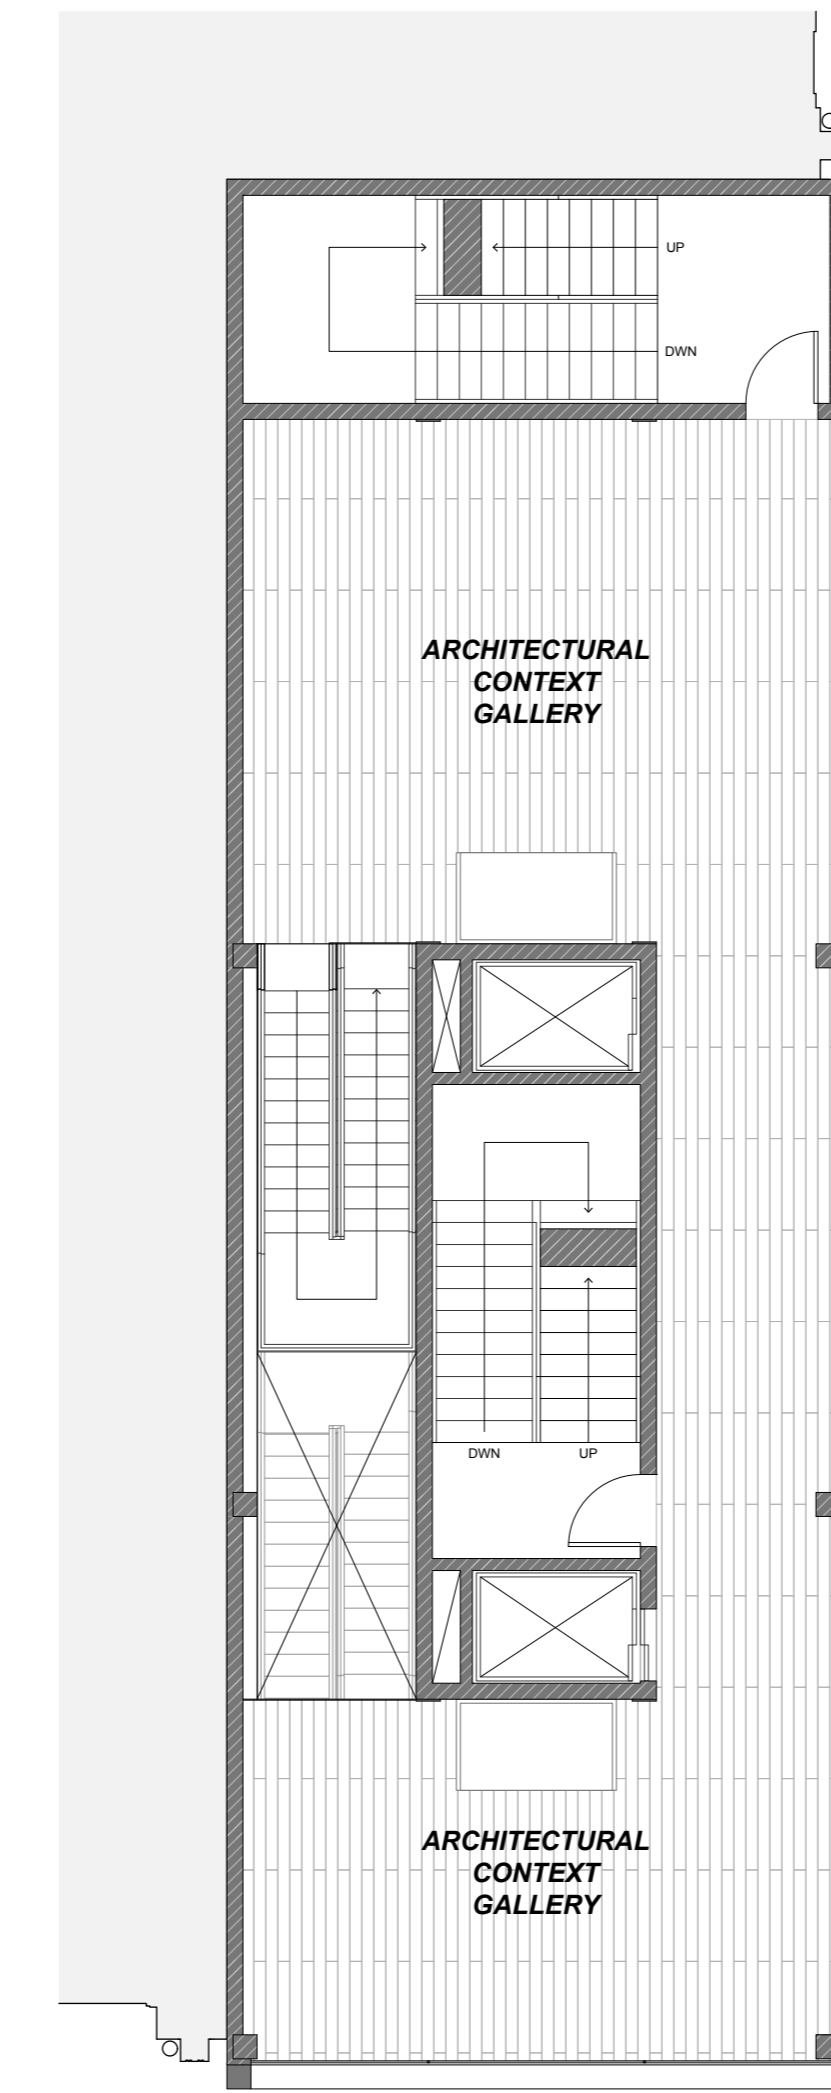 UP
DWN
ARCHITECTURAL
CONTEXT
GALLERY
DWN UP
ARCHITECTURAL
CONTEXT
GALLERY